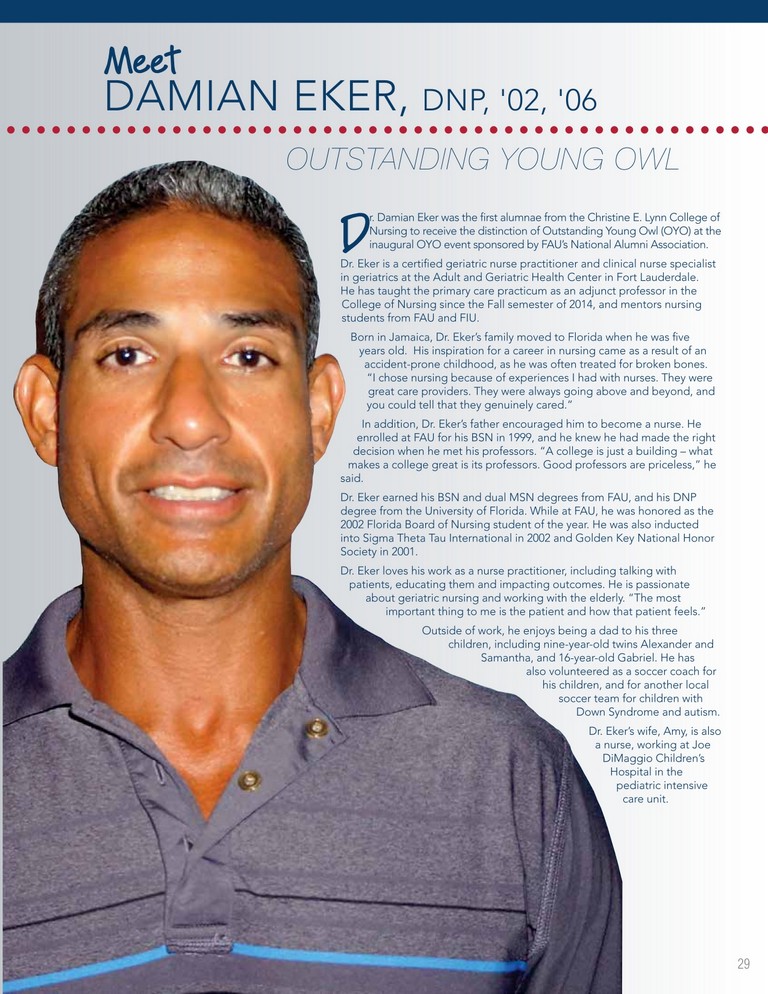 Meet
DAMIAN EKER, DNP, '02, '06
OUTSTANDING YOUNG OWL
Dr. Damian Eker was the first alumnae from the Christine E. Lynn College of
Nursing to receive the distinction of Outstanding Young Owl (OYO) at the
inaugural OYO event sponsored by FAU's National Alumni Association.
Dr. Eker is a certified geriatric nurse practitioner and clinical nurse specialist
in geriatrics at the Adult and Geriatric Health Center in Fort Lauderdale.
He has taught the primary care practicum as an adjunct professor in the
College of Nursing since the Fall semester of 2014, and mentors nursing
students from FAU and FIU.
Born in Jamaica, Dr. Eker's family moved to Florida when he was five
years old. His inspiration for a career in nursing came as a result of an
accident-prone childhood, as he was often treated for broken bones.
“I chose nursing because of experiences I had with nurses. They were
great care providers. They were always going above and beyond, and
you could tell that they genuinely cared.”
In addition, Dr. Eker's father encouraged him to become a nurse. He
enrolled at FAU for his BSN in 1999, and he knew he had made the right
decision when he met his professors. “A college is just a building – what
makes a college great is its professors. Good professors are priceless,” he
said.
Dr. Eker earned his BSN and dual MSN degrees from FAU, and his DNP
degree from the University of Florida. While at FAU, he was honored as the
2002 Florida Board of Nursing student of the year. He was also inducted
into Sigma Theta Tau International in 2002 and Golden Key National Honor
Society in 2001.
Dr. Eker loves his work as a nurse practitioner, including talking with
patients, educating them and impacting outcomes. He is passionate
about geriatric nursing and working with the elderly. “The most
important thing to me is the patient and how that patient feels.”
Outside of work, he enjoys being a dad to his three
children, including nine-year-old twins Alexander and
Samantha, and 16-year-old Gabriel. He has
also volunteered as a soccer coach for
his children, and for another local
soccer team for children with
Down Syndrome and autism.
Dr. Eker's wife, Amy, is also
a nurse, working at Joe
DiMaggio Children's
Hospital in the
pediatric intensive
care unit.
29